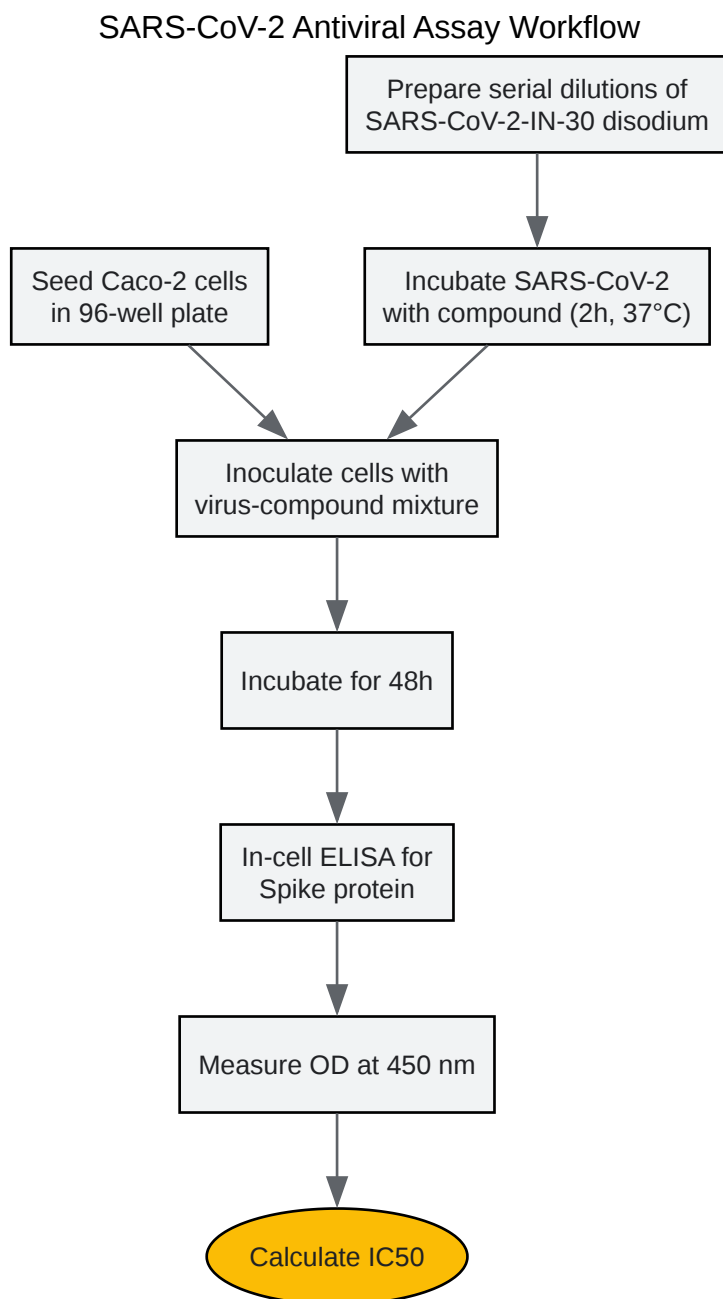 SARS-CoV-2 Antiviral Assay Workflow
Prepare serial dilutions of
SARS-CoV-2-IN-30 disodium
Seed Caco-2 cells
in 96-well plate
Incubate SARS-CoV-2
with compound (2h, 37°C)
Inoculate cells with
virus-compound mixture
Incubate for 48h
In-cell ELISA for
Spike protein
Measure OD at 450 nm
Calculate IC50